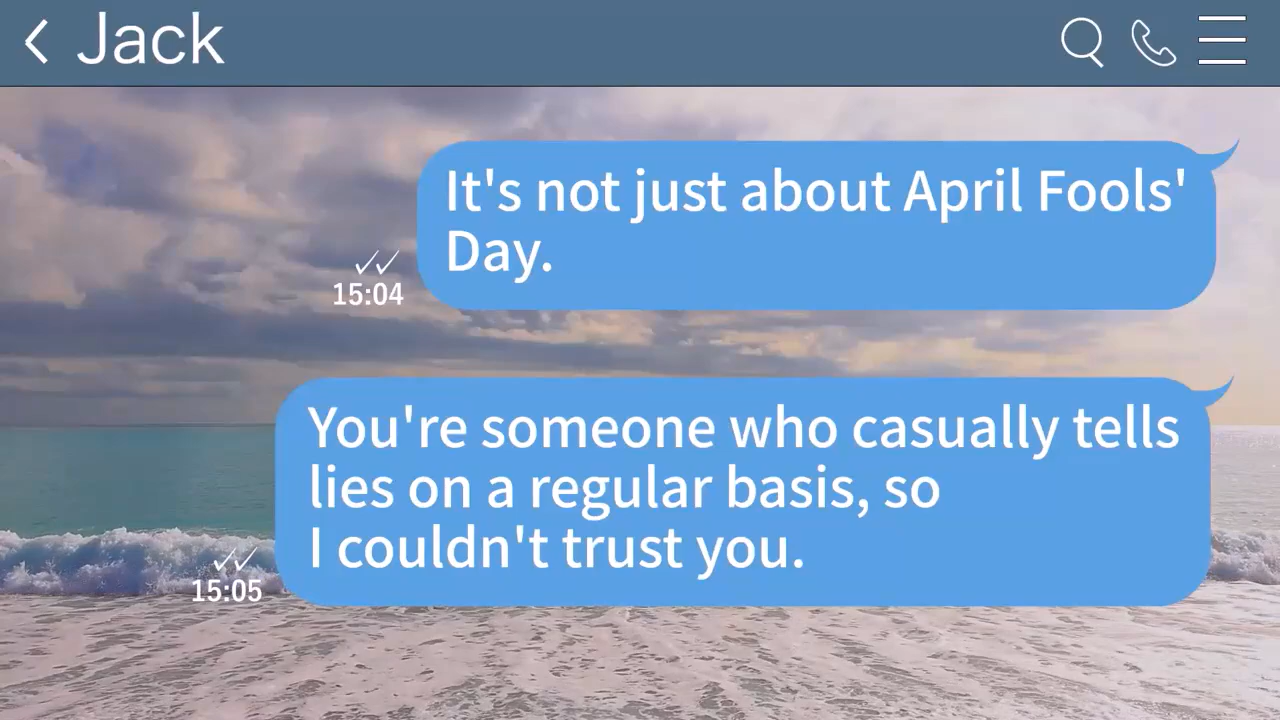 Jack
It's not just about April Fools'
Day.
15:04
You're someone who casually tells
lies on a regular basis, so
I couldn't trust you.
15:05